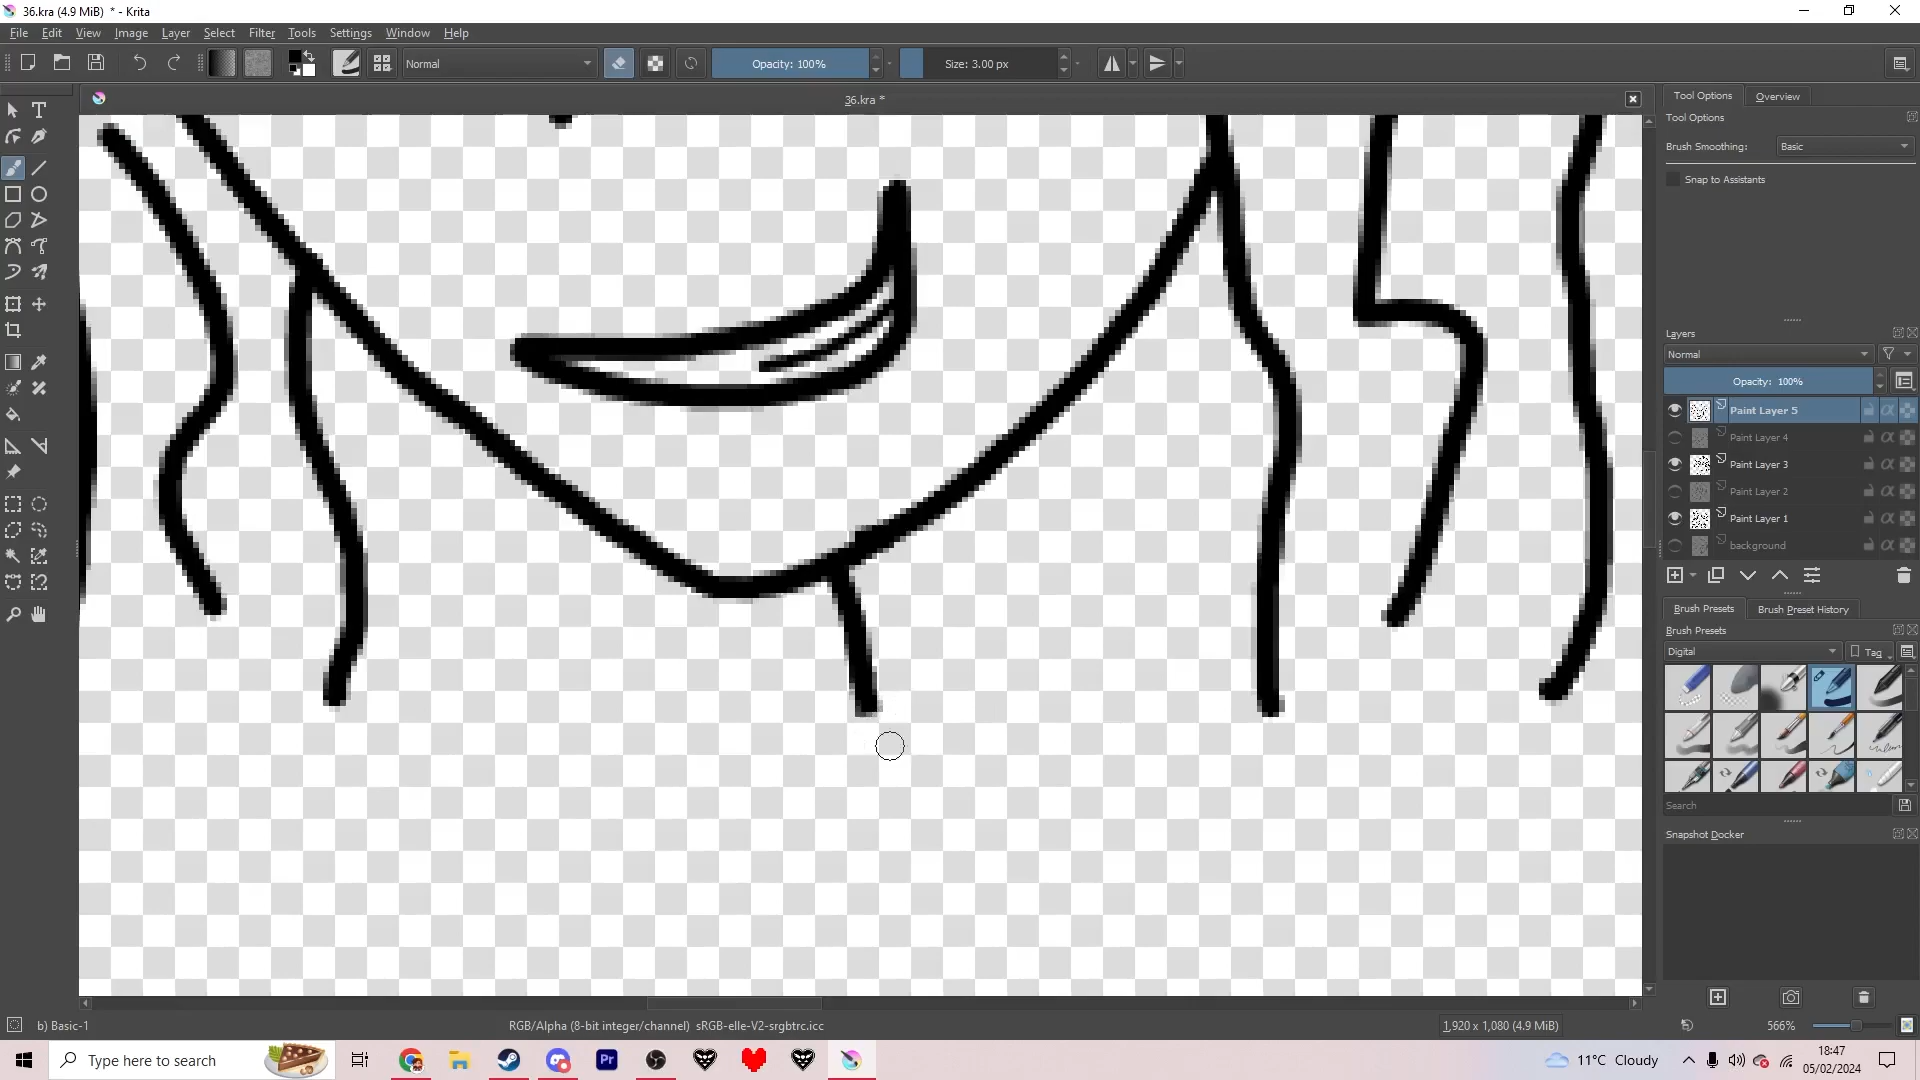 36.kra (4.9 MiB) * - Krita
File Edit View Image Layer Select Filter Tools Settings Window Help
Normal
Opacity: 100%
Size: 3.00 px
36.kra *
Tool Options
Overview
Tool Options
Brush Smoothing:
Basic
Snap to Assistants
Layers
Normal
Opacity: 100%
Paint Layer 5
Paint Layer 4
Paint Layer 3
Paint Layer 2
Paint Layer 1
background
Brush Presets
Brush Preset History
Brush Presets
Digital
Tag
Search
Snapshot Docker
b) Basic-1
RGB/Alpha (8-bit integer/channel) sRGB-elle-V2-srgbtrc.icc
1,920 x 1,080 (4.9 MiB)
566%
Type here to search
Pr
11°C Cloudy
18:47
05/02/2024